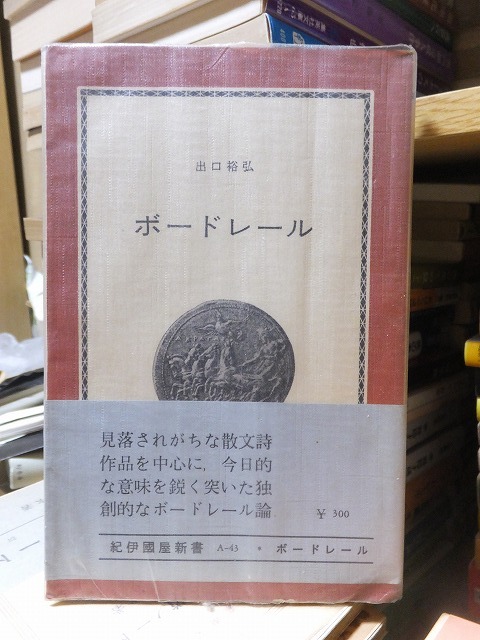 出口裕弘
ボードレール
見落されがちな散文詩
作品を中心に，今日的
な意味を鋭く突いた独
創的なボードレール論
¥ 300
紀伊國屋新書 A-43 • ボードレール